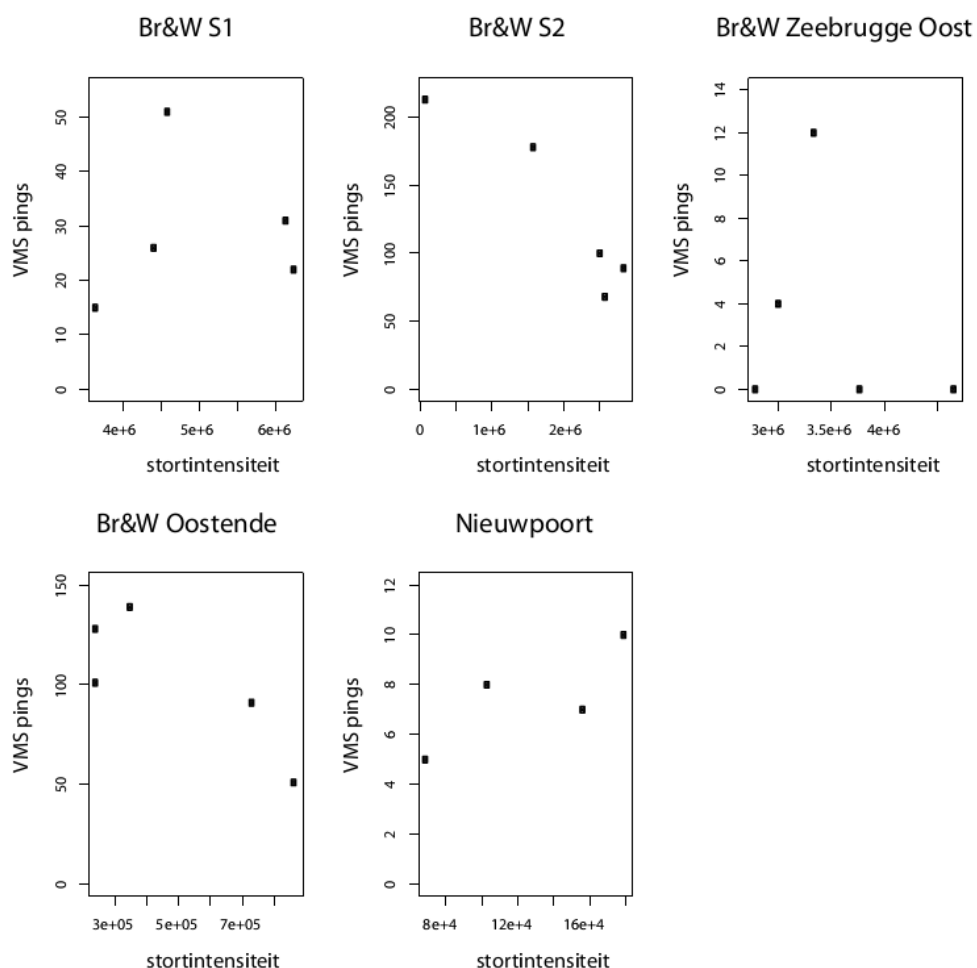 Br&W S1
VMS pings
50
40
30
20
10
0
4e+6 5e+6 6e+6
stortintensiteit
Br&W S2
VMS pings
200
150
100
50
0
0 1e+6 2e+6
stortintensiteit
Br&W Zeebrugge Oost
VMS pings
14
12
10
8
6
4
2
0
3e+6 3.5e+6 4e+6
stortintensiteit
Br&W Oostende
VMS pings
150
100
50
0
3e+05 5e+05 7e+05
stortintensiteit
Nieuwpoort
VMS pings
12
10
8
6
4
2
0
8e+4 12e+4 16e+4
stortintensiteit